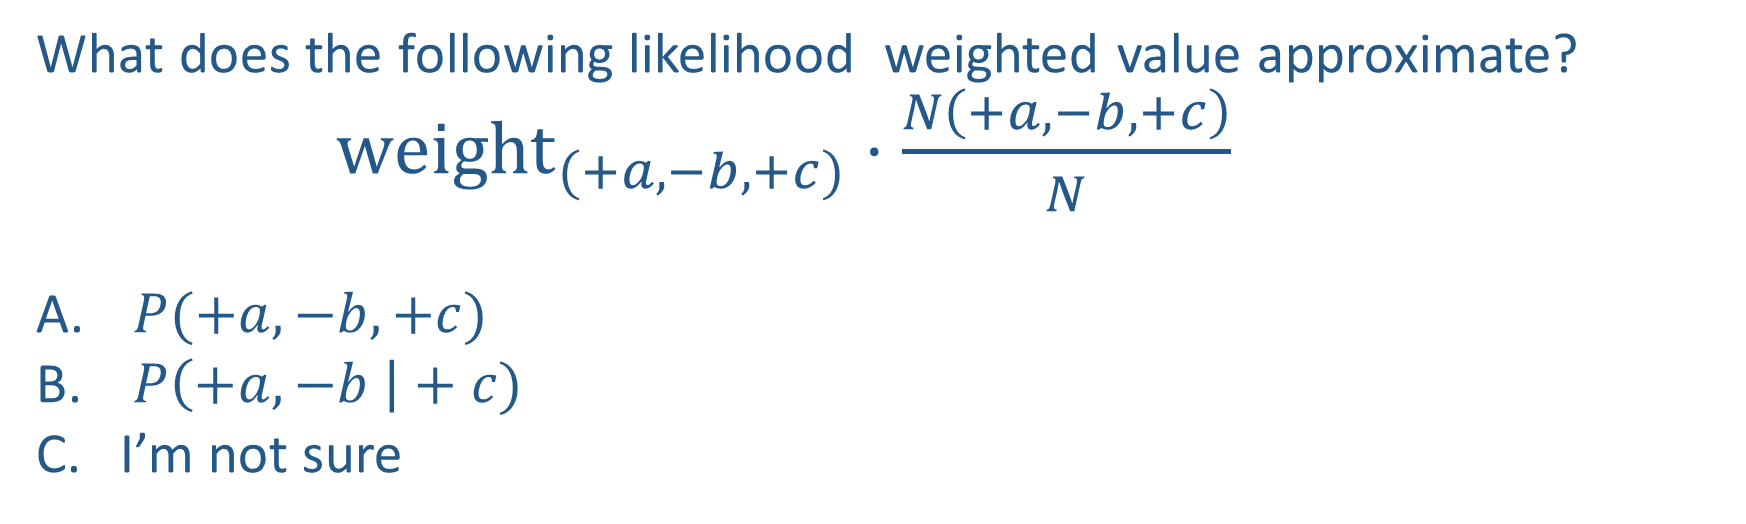 What does the following likelihood weighted value approximate?
weight(+a,−b,+c) · N(+a,−b,+c) / N
A. P(+a, −b, +c)
B. P(+a, −b | + c)
C. I’m not sure